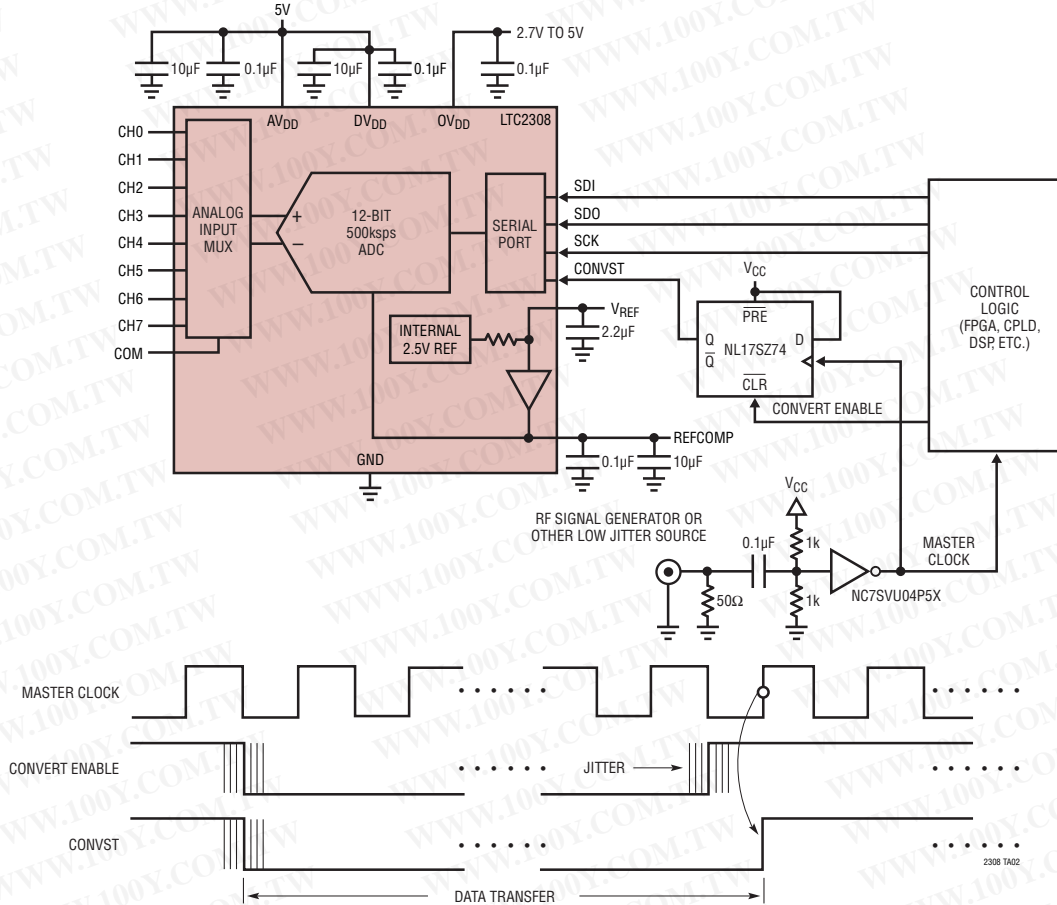 5V
2.7V TO 5V
10µF
0.1µF
10µF
0.1µF
0.1µF
AVDD
DVDD
OVDD
LTC2308
CH0
CH1
CH2
CH3
CH4
CH5
CH6
CH7
COM
ANALOG
INPUT
MUX
+
–
12-BIT
500ksps
ADC
SERIAL
PORT
SDI
SDO
SCK
CONVST
INTERNAL
2.5V REF
VREF
2.2µF
REFCOMP
0.1µF
10µF
GND
VCC
PRE
Q
D
NL17SZ74
Q
CLR
CONVERT ENABLE
CONTROL
LOGIC
(FPGA, CPLD,
DSP, ETC.)
RF SIGNAL GENERATOR OR
OTHER LOW JITTER SOURCE
VCC
0.1µF
1k
50Ω
1k
NC7SVU04P5X
MASTER
CLOCK
MASTER CLOCK
CONVERT ENABLE
JITTER
CONVST
DATA TRANSFER
2308 TA02
WWW.100Y.COM.TW